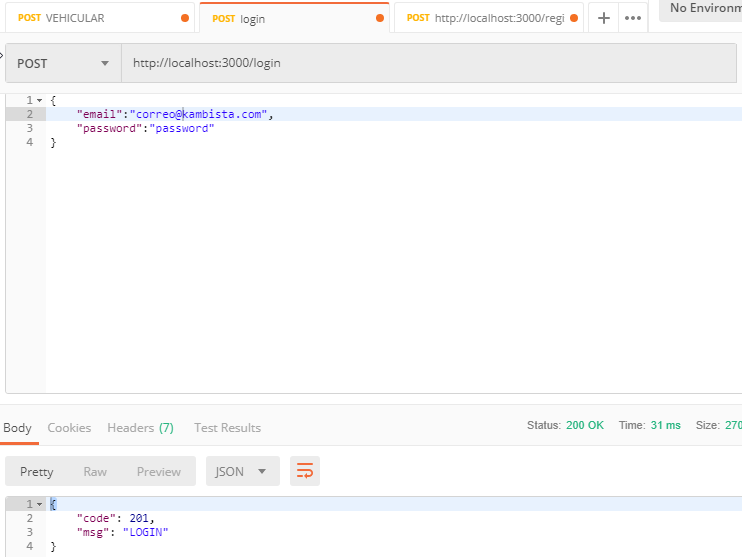 POST VEHICULAR
POST login
POST http://localhost:3000/regi
+ •••
No Environm
POST
http://localhost:3000/login
1 {
2 "email":"correo@kambista.com",
3 "password":"password"
4 }
Body Cookies Headers (7) Test Results
Status: 200 OK Time: 31 ms Size: 270
Pretty Raw Preview JSON
1 {
2 "code": 201,
3 "msg": "LOGIN"
4 }